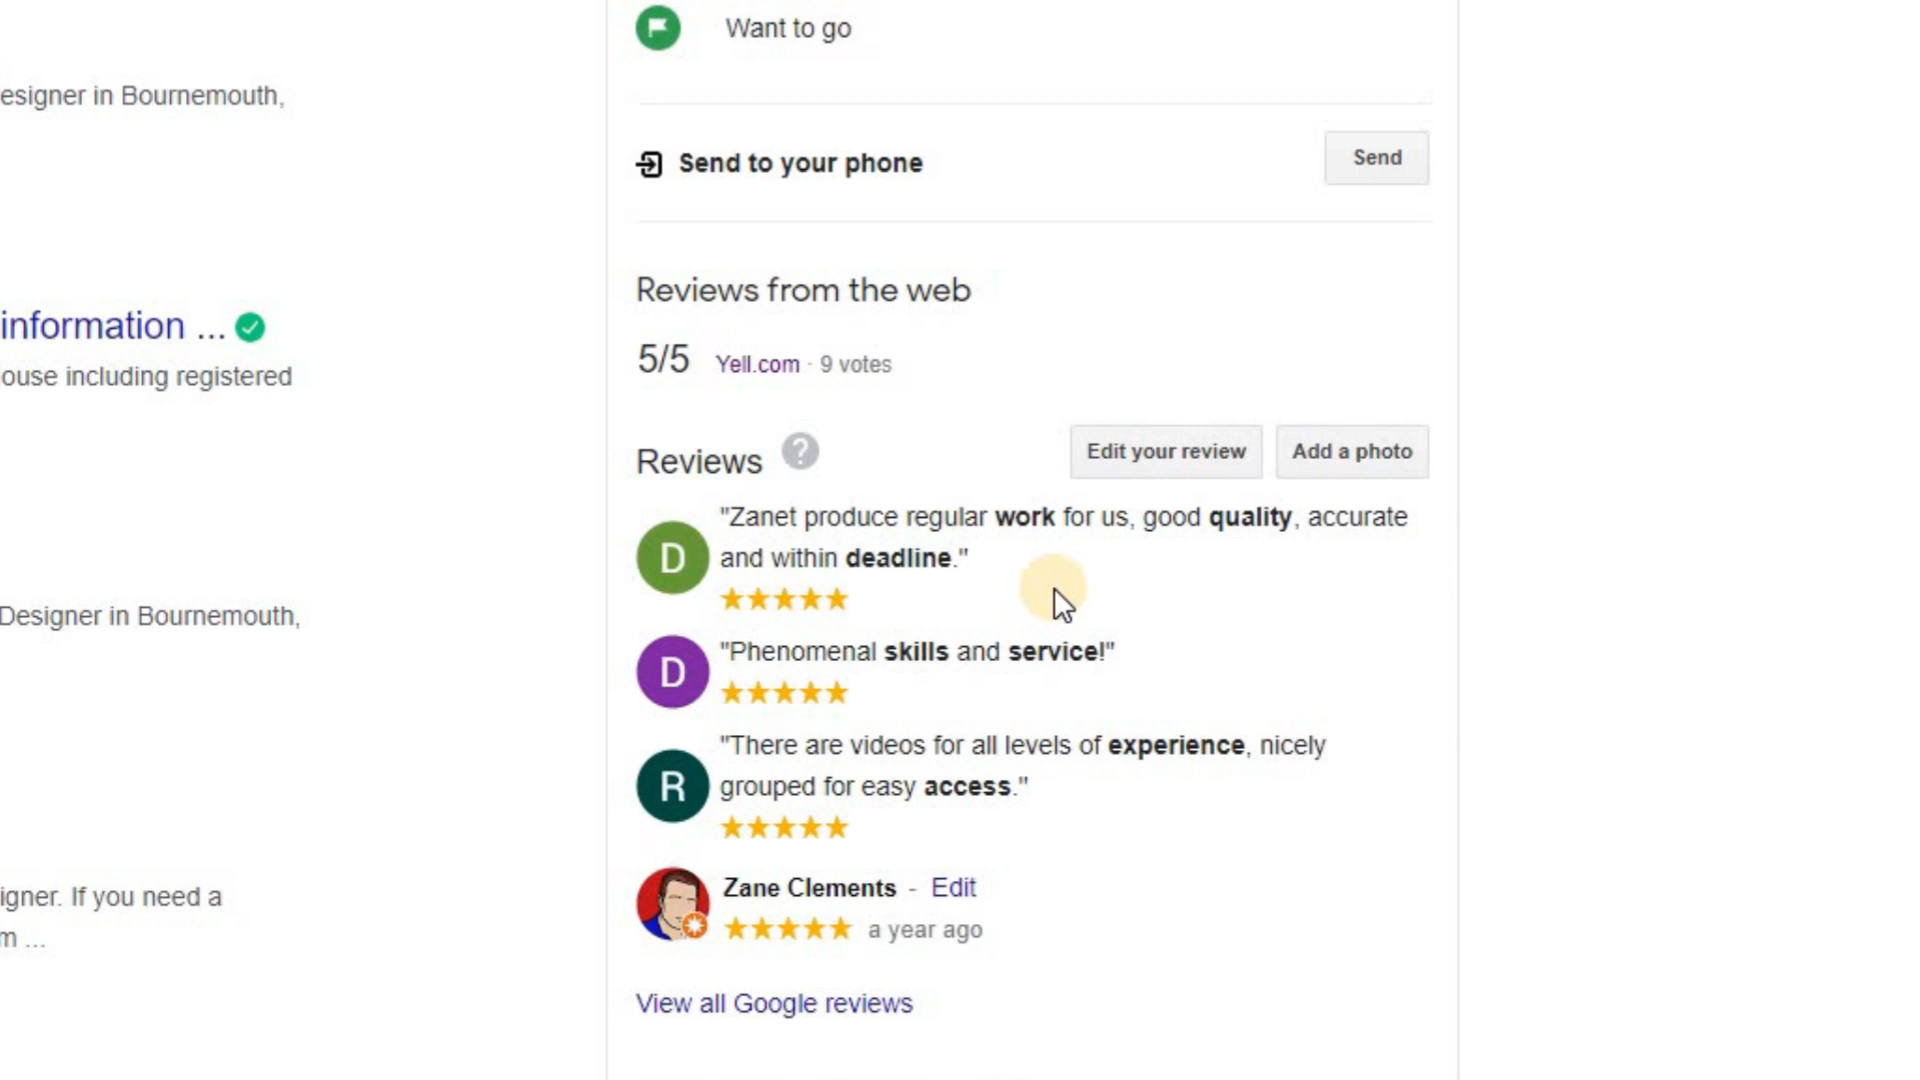 Want to go
esigner in Bournemouth,
Send to your phone
Send
Reviews from the web
information ...
ouse including registered
5/5 Yell.com · 9 votes
Reviews ?
Edit your review
Add a photo
D
"Zanet produce regular work for us, good quality, accurate
and within deadline."
Designer in Bournemouth,
D
"Phenomenal skills and service!"
R
"There are videos for all levels of experience, nicely
grouped for easy access."
Zane Clements - Edit
a year ago
igner. If you need a
m ...
View all Google reviews